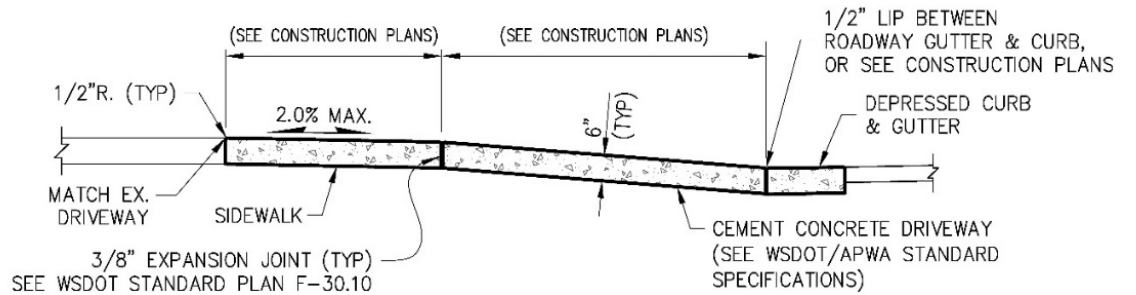 (SEE CONSTRUCTION PLANS)
(SEE CONSTRUCTION PLANS)
1/2" LIP BETWEEN
ROADWAY GUTTER & CURB,
OR SEE CONSTRUCTION PLANS
1/2"R. (TYP)
2.0% MAX.
6"
(TYP)
DEPRESSED CURB
& GUTTER
MATCH EX.
DRIVEWAY
SIDEWALK
CEMENT CONCRETE DRIVEWAY
(SEE WSDOT/APWA STANDARD
SPECIFICATIONS)
3/8" EXPANSION JOINT (TYP)
SEE WSDOT STANDARD PLAN F-30.10